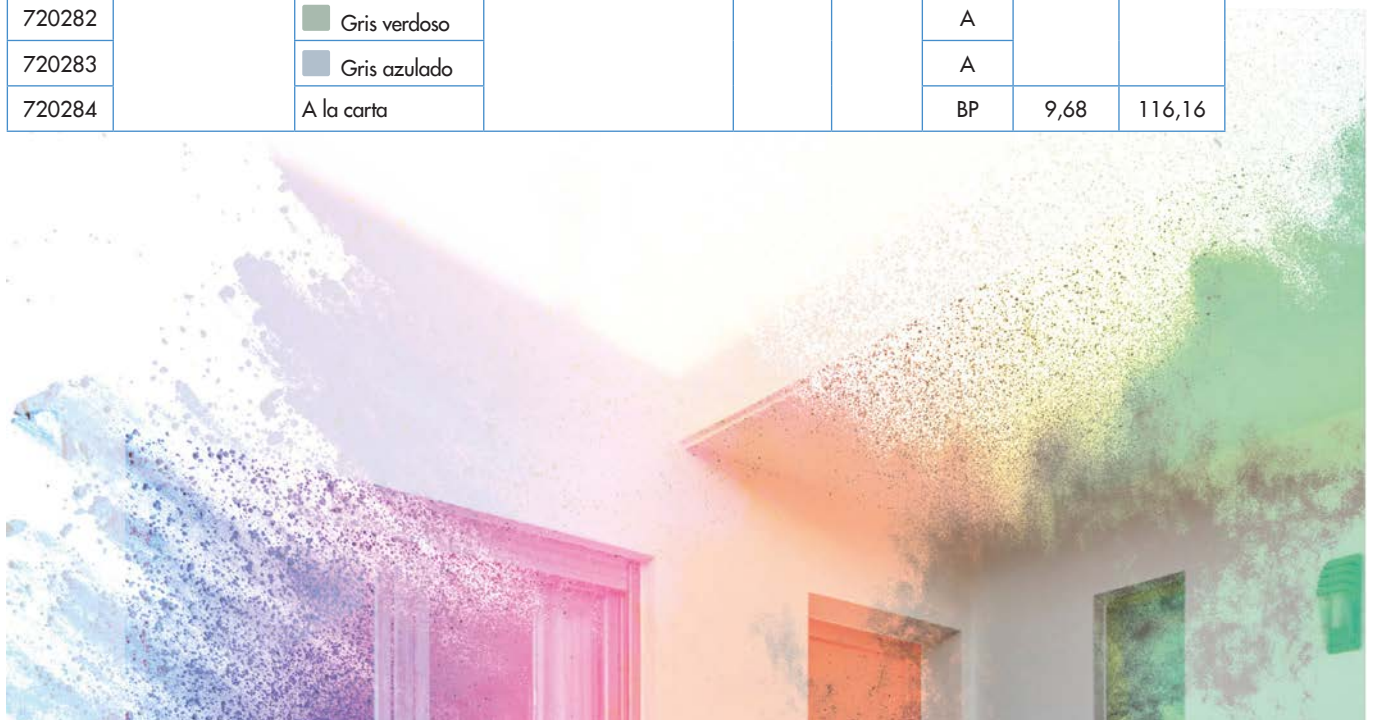 720282 Gris verdoso A
720283 Gris azulado A
720284 A la carta BP 9,68 116,16